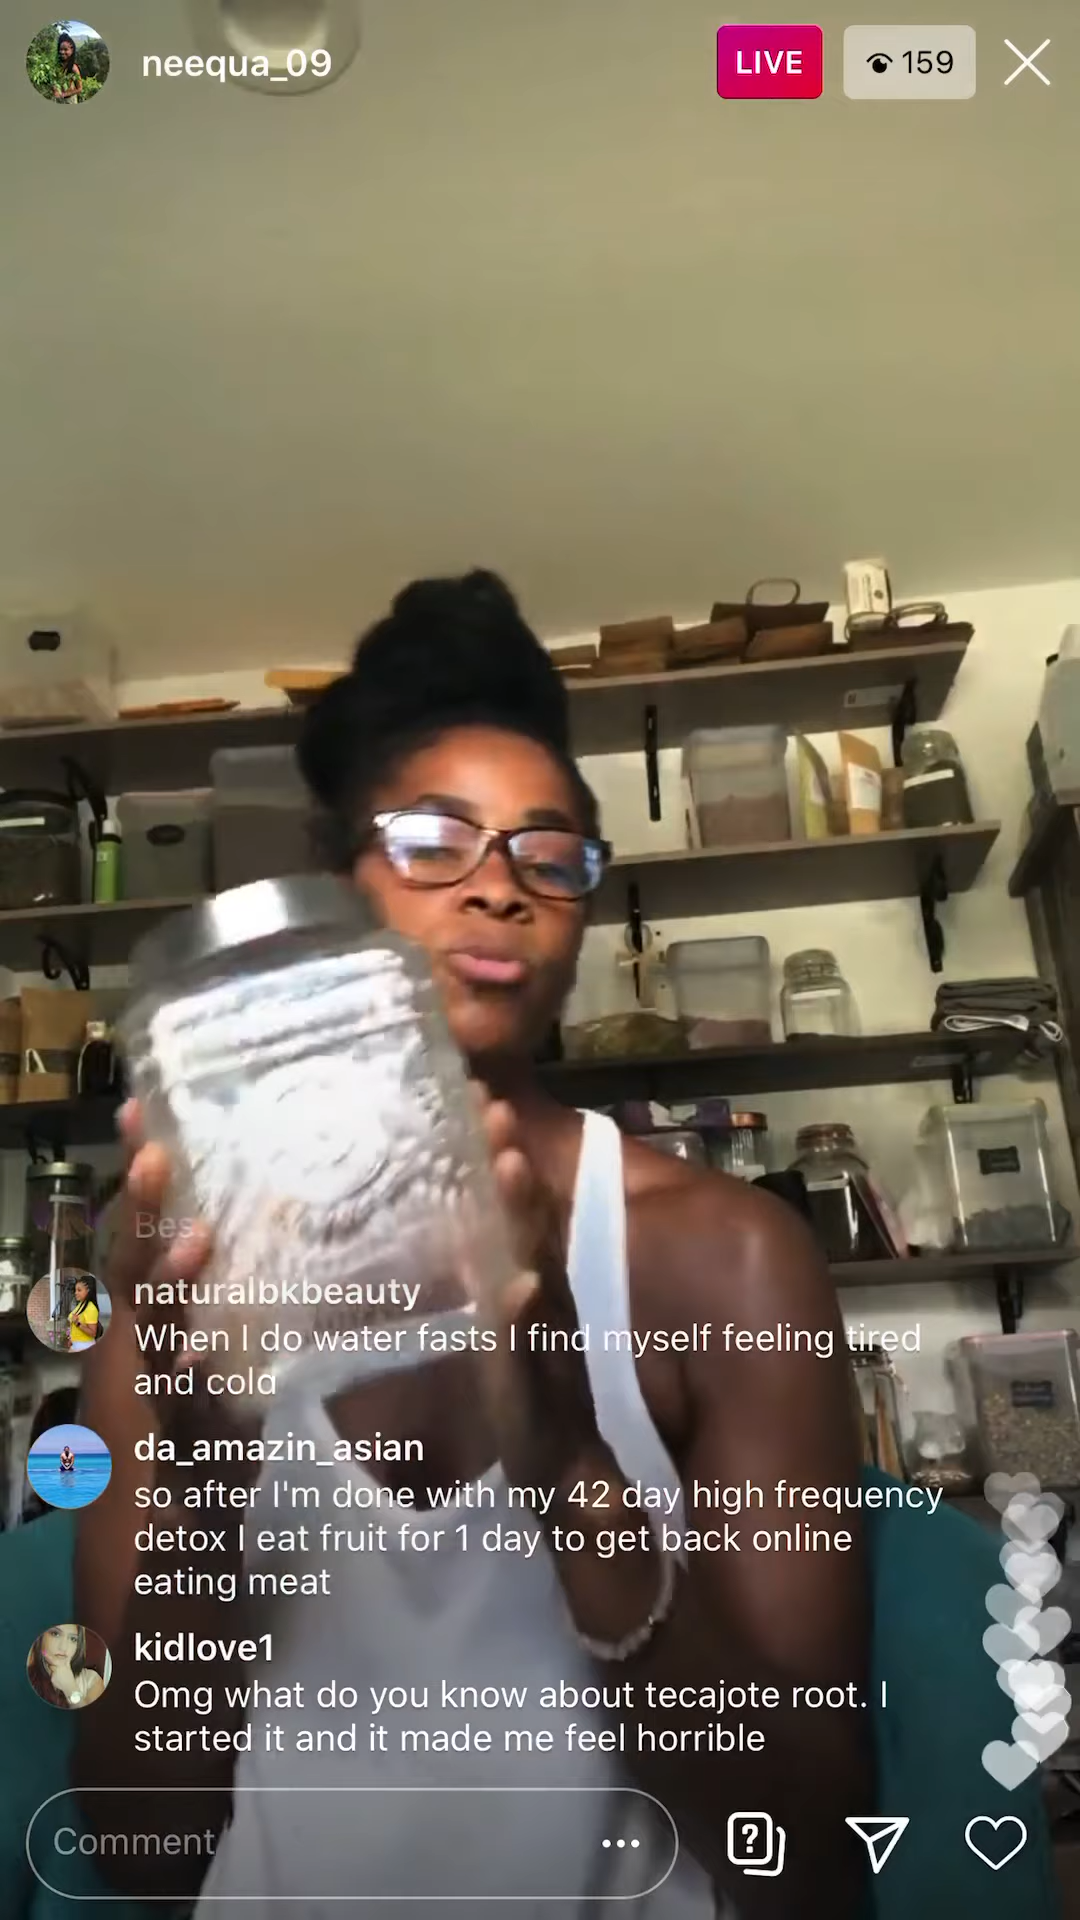 neequa_09
LIVE
159
Bes
naturalbkbeauty
When I do water fasts I find myself feeling tired
and cold
da_amazin_asian
so after I'm done with my 42 day high frequency
detox I eat fruit for 1 day to get back online
eating meat
kidlove1
Omg what do you know about tecajote root. I
started it and it made me feel horrible
Comment